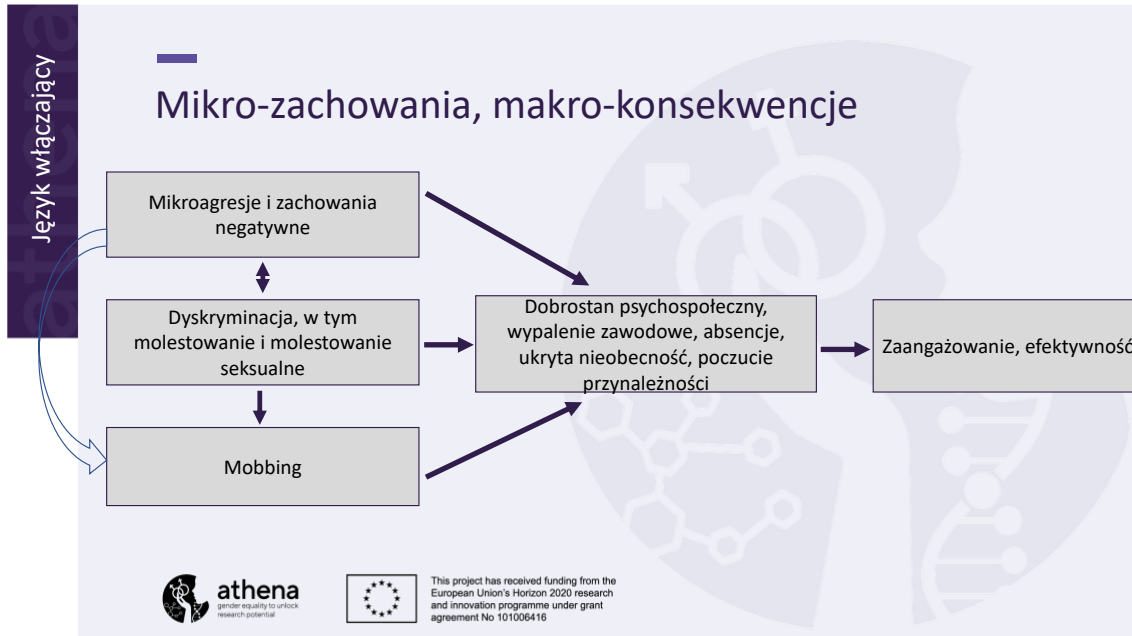 Język włączający
athena
Mikro-zachowania, makro-konsekwencje
Mikroagresje i zachowania
negatywne
Dyskryminacja, w tym
molestowanie i molestowanie
seksualne
Mobbing
Dobrostan psychospołeczny,
wypalenie zawodowe, absencje,
ukryta nieobecność, poczucie
przynależności
Zaangażowanie, efektywność
athena
gender equality to unlock
research potential
This project has received funding from the
European Union's Horizon 2020 research
and innovation programme under grant
agreement No 101006416